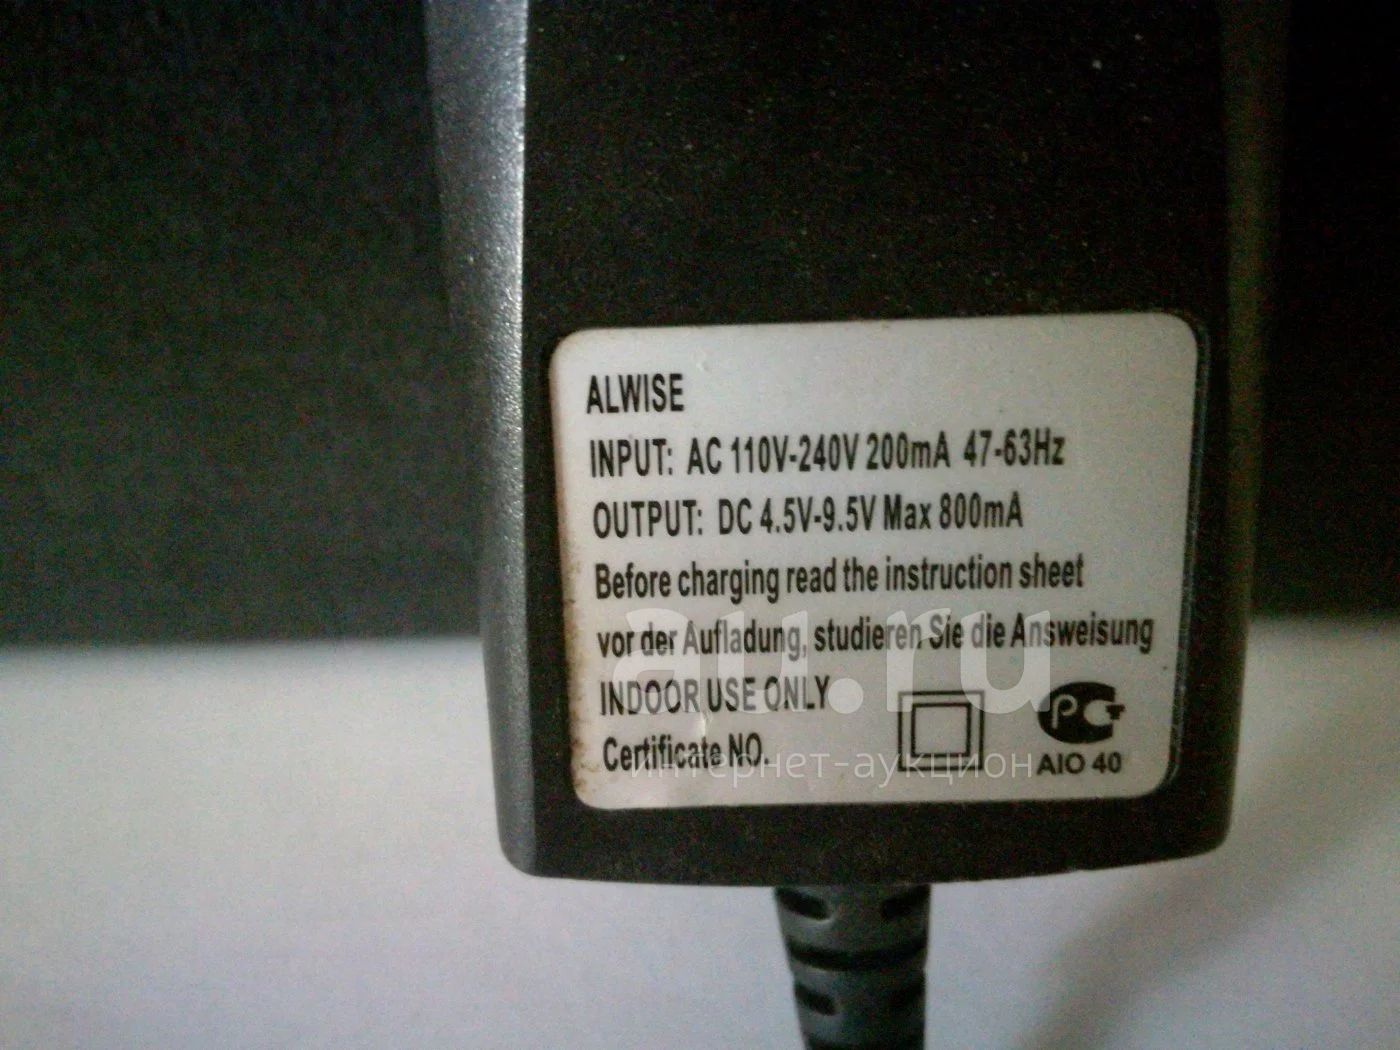 ALWISE
INPUT: AC 110V-240V 200mA 47-63Hz
OUTPUT: DC 4.5V-9.5V Max 800mA
Before charging read the instruction sheet
vor der Aufladung, studieren Sie die Answeisung
INDOOR USE ONLY
Certificate NO.
РСТ
АІО 40
au.ru
интернет-аукцион